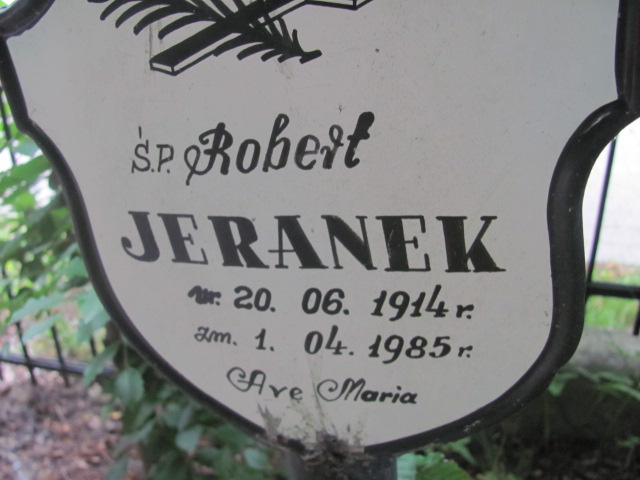 Ś.P. Robert
JERANEK
ur. 20. 06. 1914 r.
zm. 1. 04. 1985 r.
Ave Maria